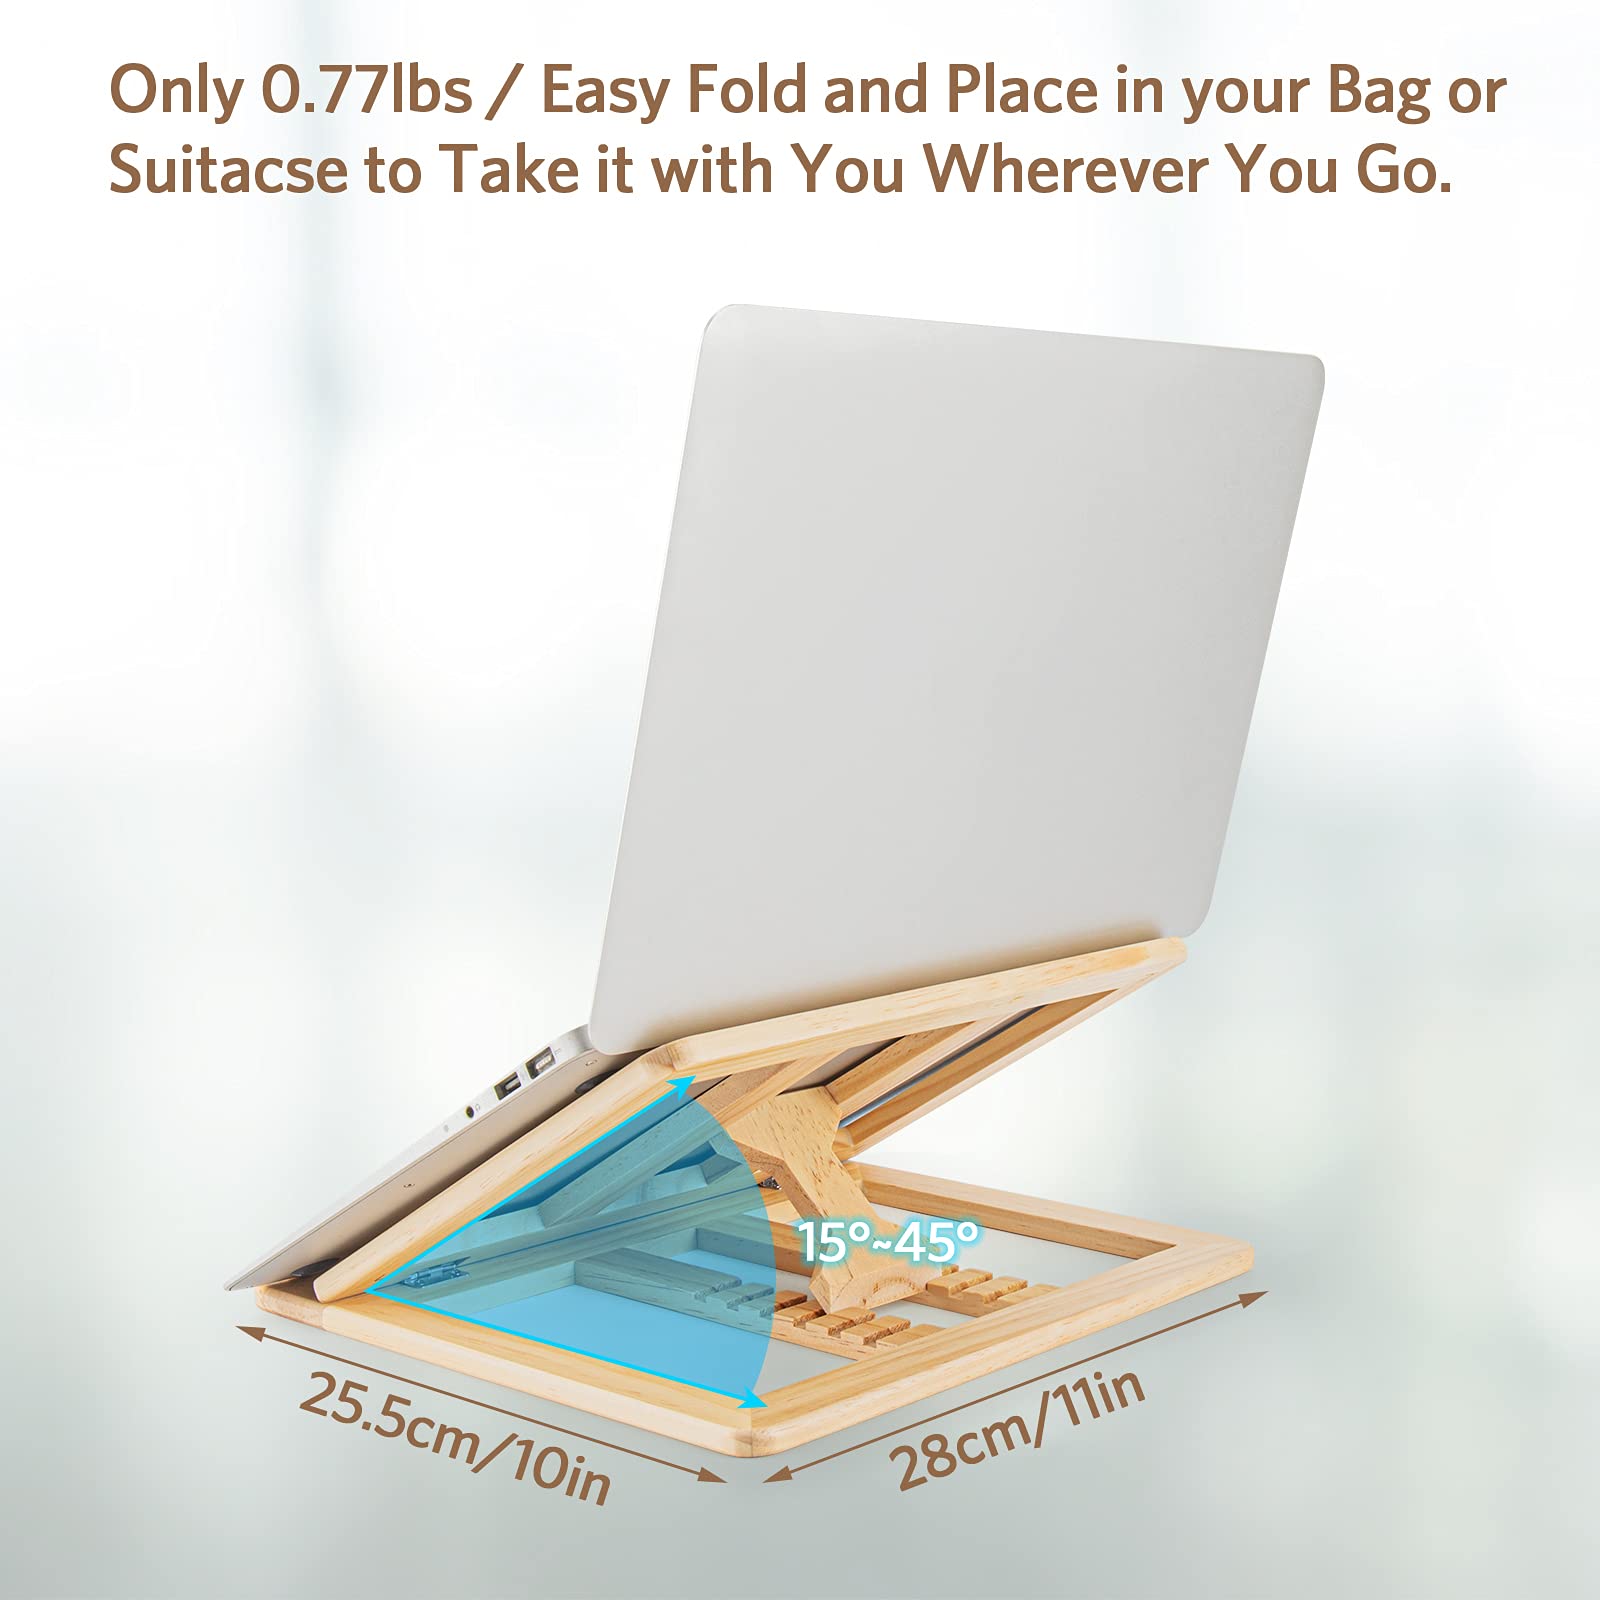 Only 0.77lbs / Easy Fold and Place in your Bag or
Suitacse to Take it with You Wherever You Go.
15°~45°
25.5cm/10in
28cm/11in